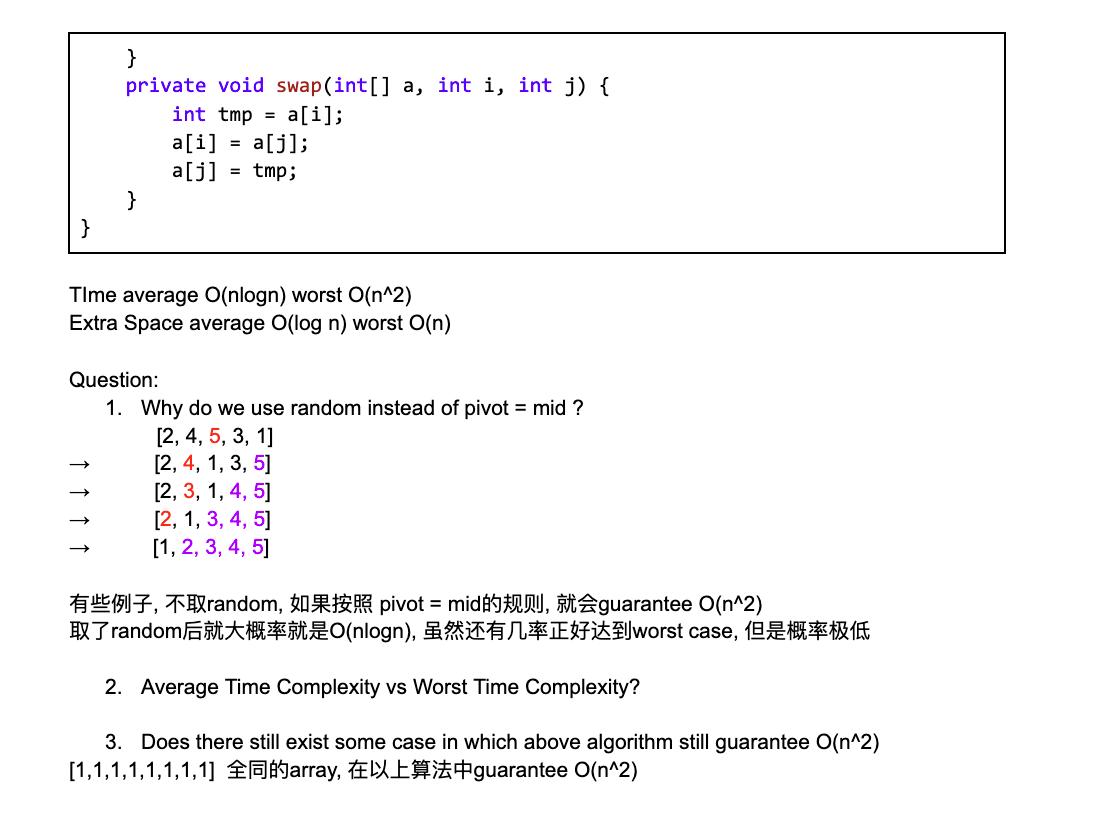 }
private void swap(int[] a, int i, int j) {
int tmp = a[i];
a[i] = a[j];
a[j] = tmp;
}
}
TIme average O(nlogn) worst O(n^2)
Extra Space average O(log n) worst O(n)
Question:
1. Why do we use random instead of pivot = mid ?
[2, 4, 5, 3, 1]
→ [2, 4, 1, 3, 5]
→ [2, 3, 1, 4, 5]
→ [2, 1, 3, 4, 5]
→ [1, 2, 3, 4, 5]
有些例子, 不取random, 如果按照 pivot = mid的规则, 就会guarantee O(n^2)
取了random后就大概率就是O(nlogn), 虽然还有几率正好达到worst case, 但是概率极低
2. Average Time Complexity vs Worst Time Complexity?
3. Does there still exist some case in which above algorithm still guarantee O(n^2)
[1,1,1,1,1,1,1,1] 全同的array, 在以上算法中guarantee O(n^2)